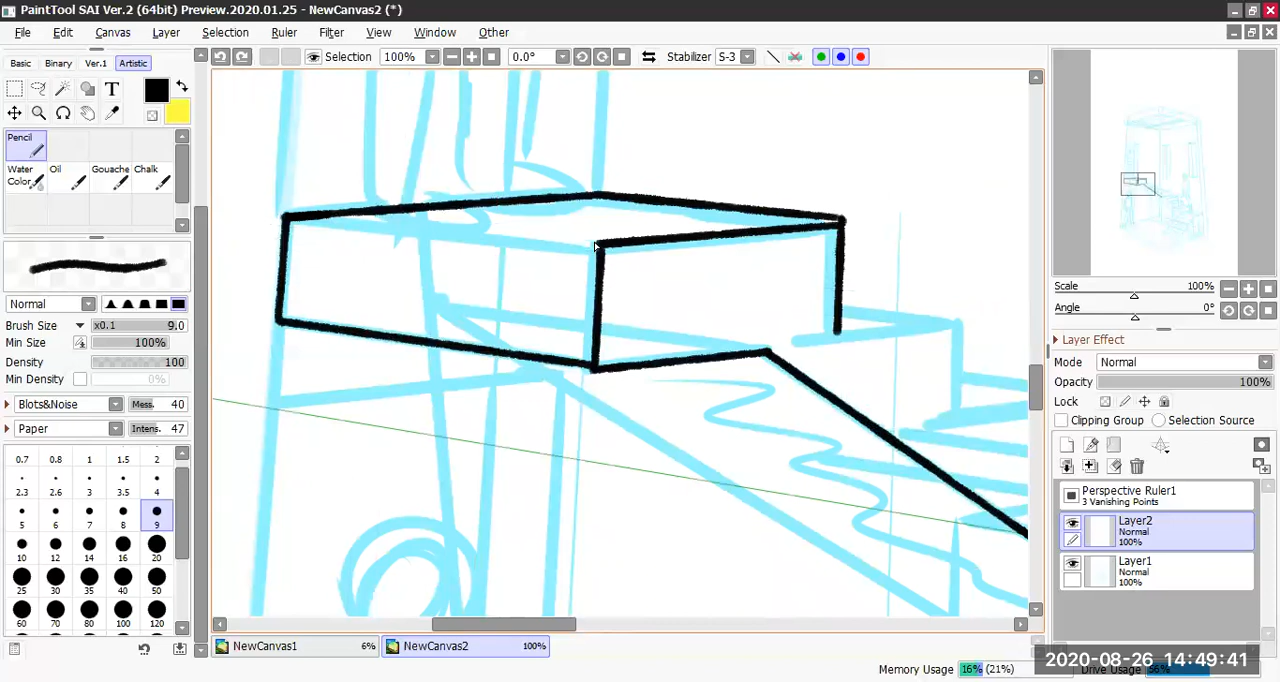 PaintTool SAI Ver.2 (64bit) Preview.2020.01.25 - NewCanvas2 (*)
File Edit Canvas Layer Selection Ruler Filter View Window Other
Selection 100% 0.0° Stabilizer S-3
Basic Binary Ver.1 Artistic
T
Pencil
Water Color Oil Gouache Chalk
Normal
Brush Size x0.1 9.0
Min Size 100%
Density 100
Min Density 0%
Blots&Noise Mess. 40
Paper Intens. 47
0.7 0.8 1 1.5 2
2.3 2.6 3 3.5 4
5 6 7 8 9
10 12 14 16 20
25 30 35 40 50
60 70 80 100 120
Scale 100%
Angle 0°
Layer Effect
Mode Normal
Opacity 100%
Lock
Clipping Group Selection Source
Perspective Ruler1
3 Vanishing Points
Layer2
Normal
100%
Layer1
Normal
100%
NewCanvas1 6% NewCanvas2 100%
Memory Usage 16% (21%) Drive Usage 56%
2020-08-26 14:49:41